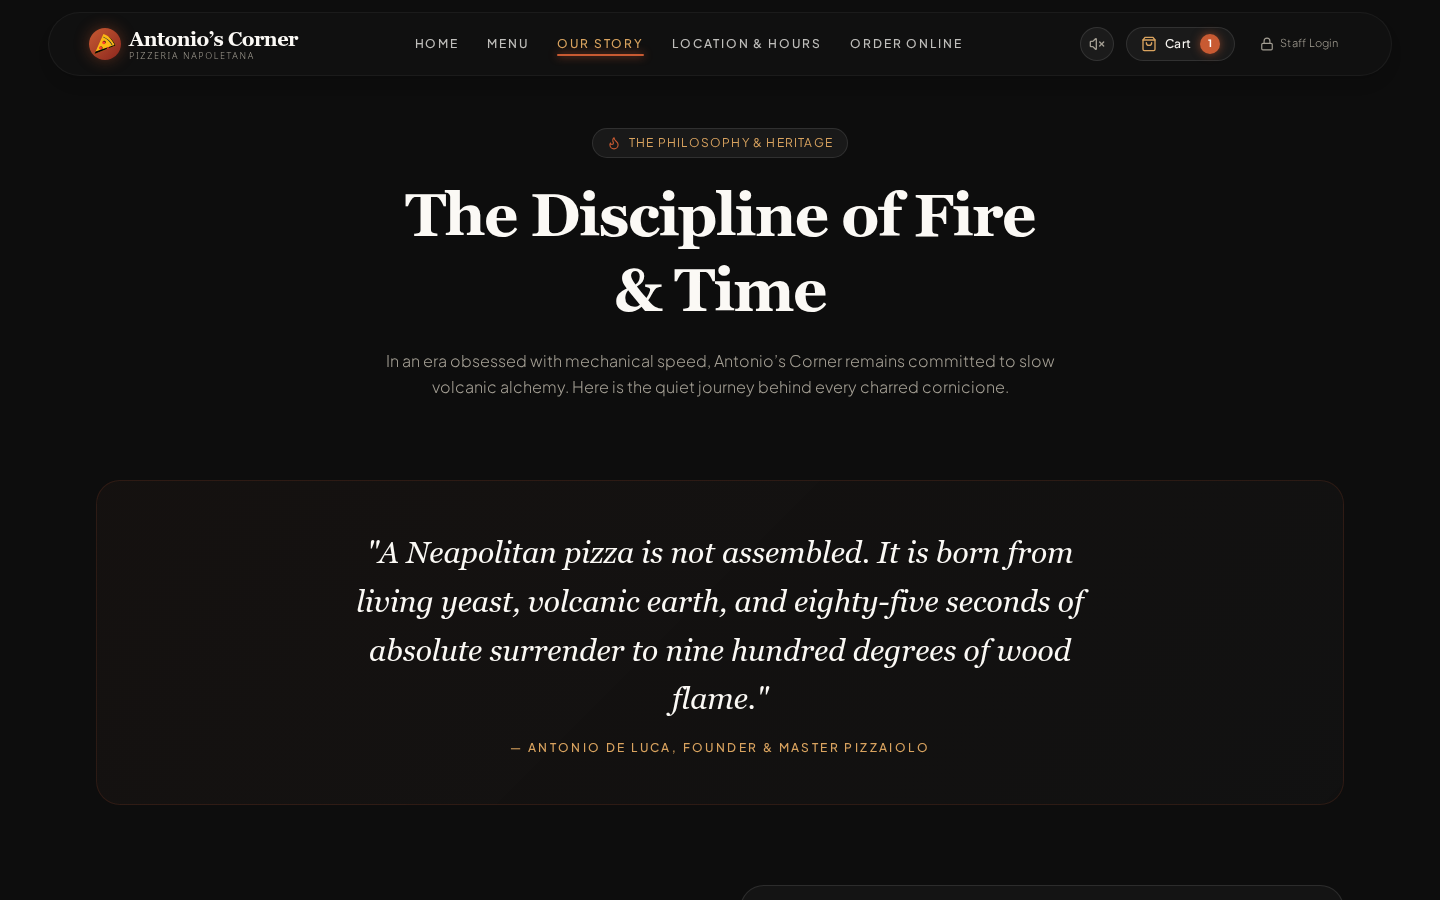 Antonio’s Corner
PIZZERIA NAPOLETANA
HOME
MENU
OUR STORY
LOCATION & HOURS
ORDER ONLINE
Cart
1
Staff Login
THE PHILOSOPHY & HERITAGE
The Discipline of Fire
& Time
In an era obsessed with mechanical speed, Antonio’s Corner remains committed to slow
volcanic alchemy. Here is the quiet journey behind every charred cornicione.
"A Neapolitan pizza is not assembled. It is born from
living yeast, volcanic earth, and eighty-five seconds of
absolute surrender to nine hundred degrees of wood
flame."
— ANTONIO DE LUCA, FOUNDER & MASTER PIZZAIOLO